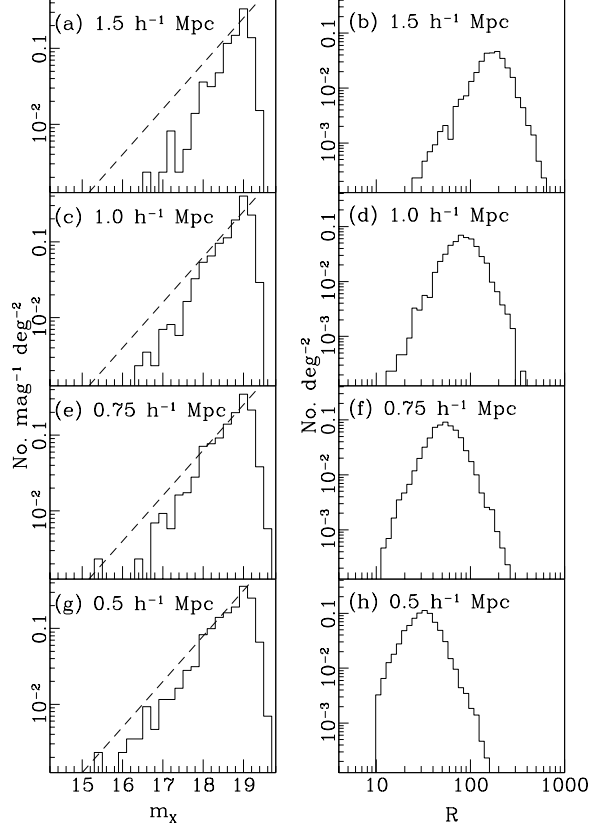 (a) 1.5 h⁻¹ Mpc
(b) 1.5 h⁻¹ Mpc
0.1
10⁻²
0.1
10⁻²
10⁻³
(c) 1.0 h⁻¹ Mpc
(d) 1.0 h⁻¹ Mpc
0.1
10⁻²
0.1
10⁻²
10⁻³
No. mag⁻¹ deg⁻²
No. deg⁻²
(e) 0.75 h⁻¹ Mpc
(f) 0.75 h⁻¹ Mpc
0.1
10⁻²
0.1
10⁻²
10⁻³
(g) 0.5 h⁻¹ Mpc
(h) 0.5 h⁻¹ Mpc
0.1
10⁻²
0.1
10⁻²
10⁻³
15 16 17 18 19
10 100 1000
mₓ
R